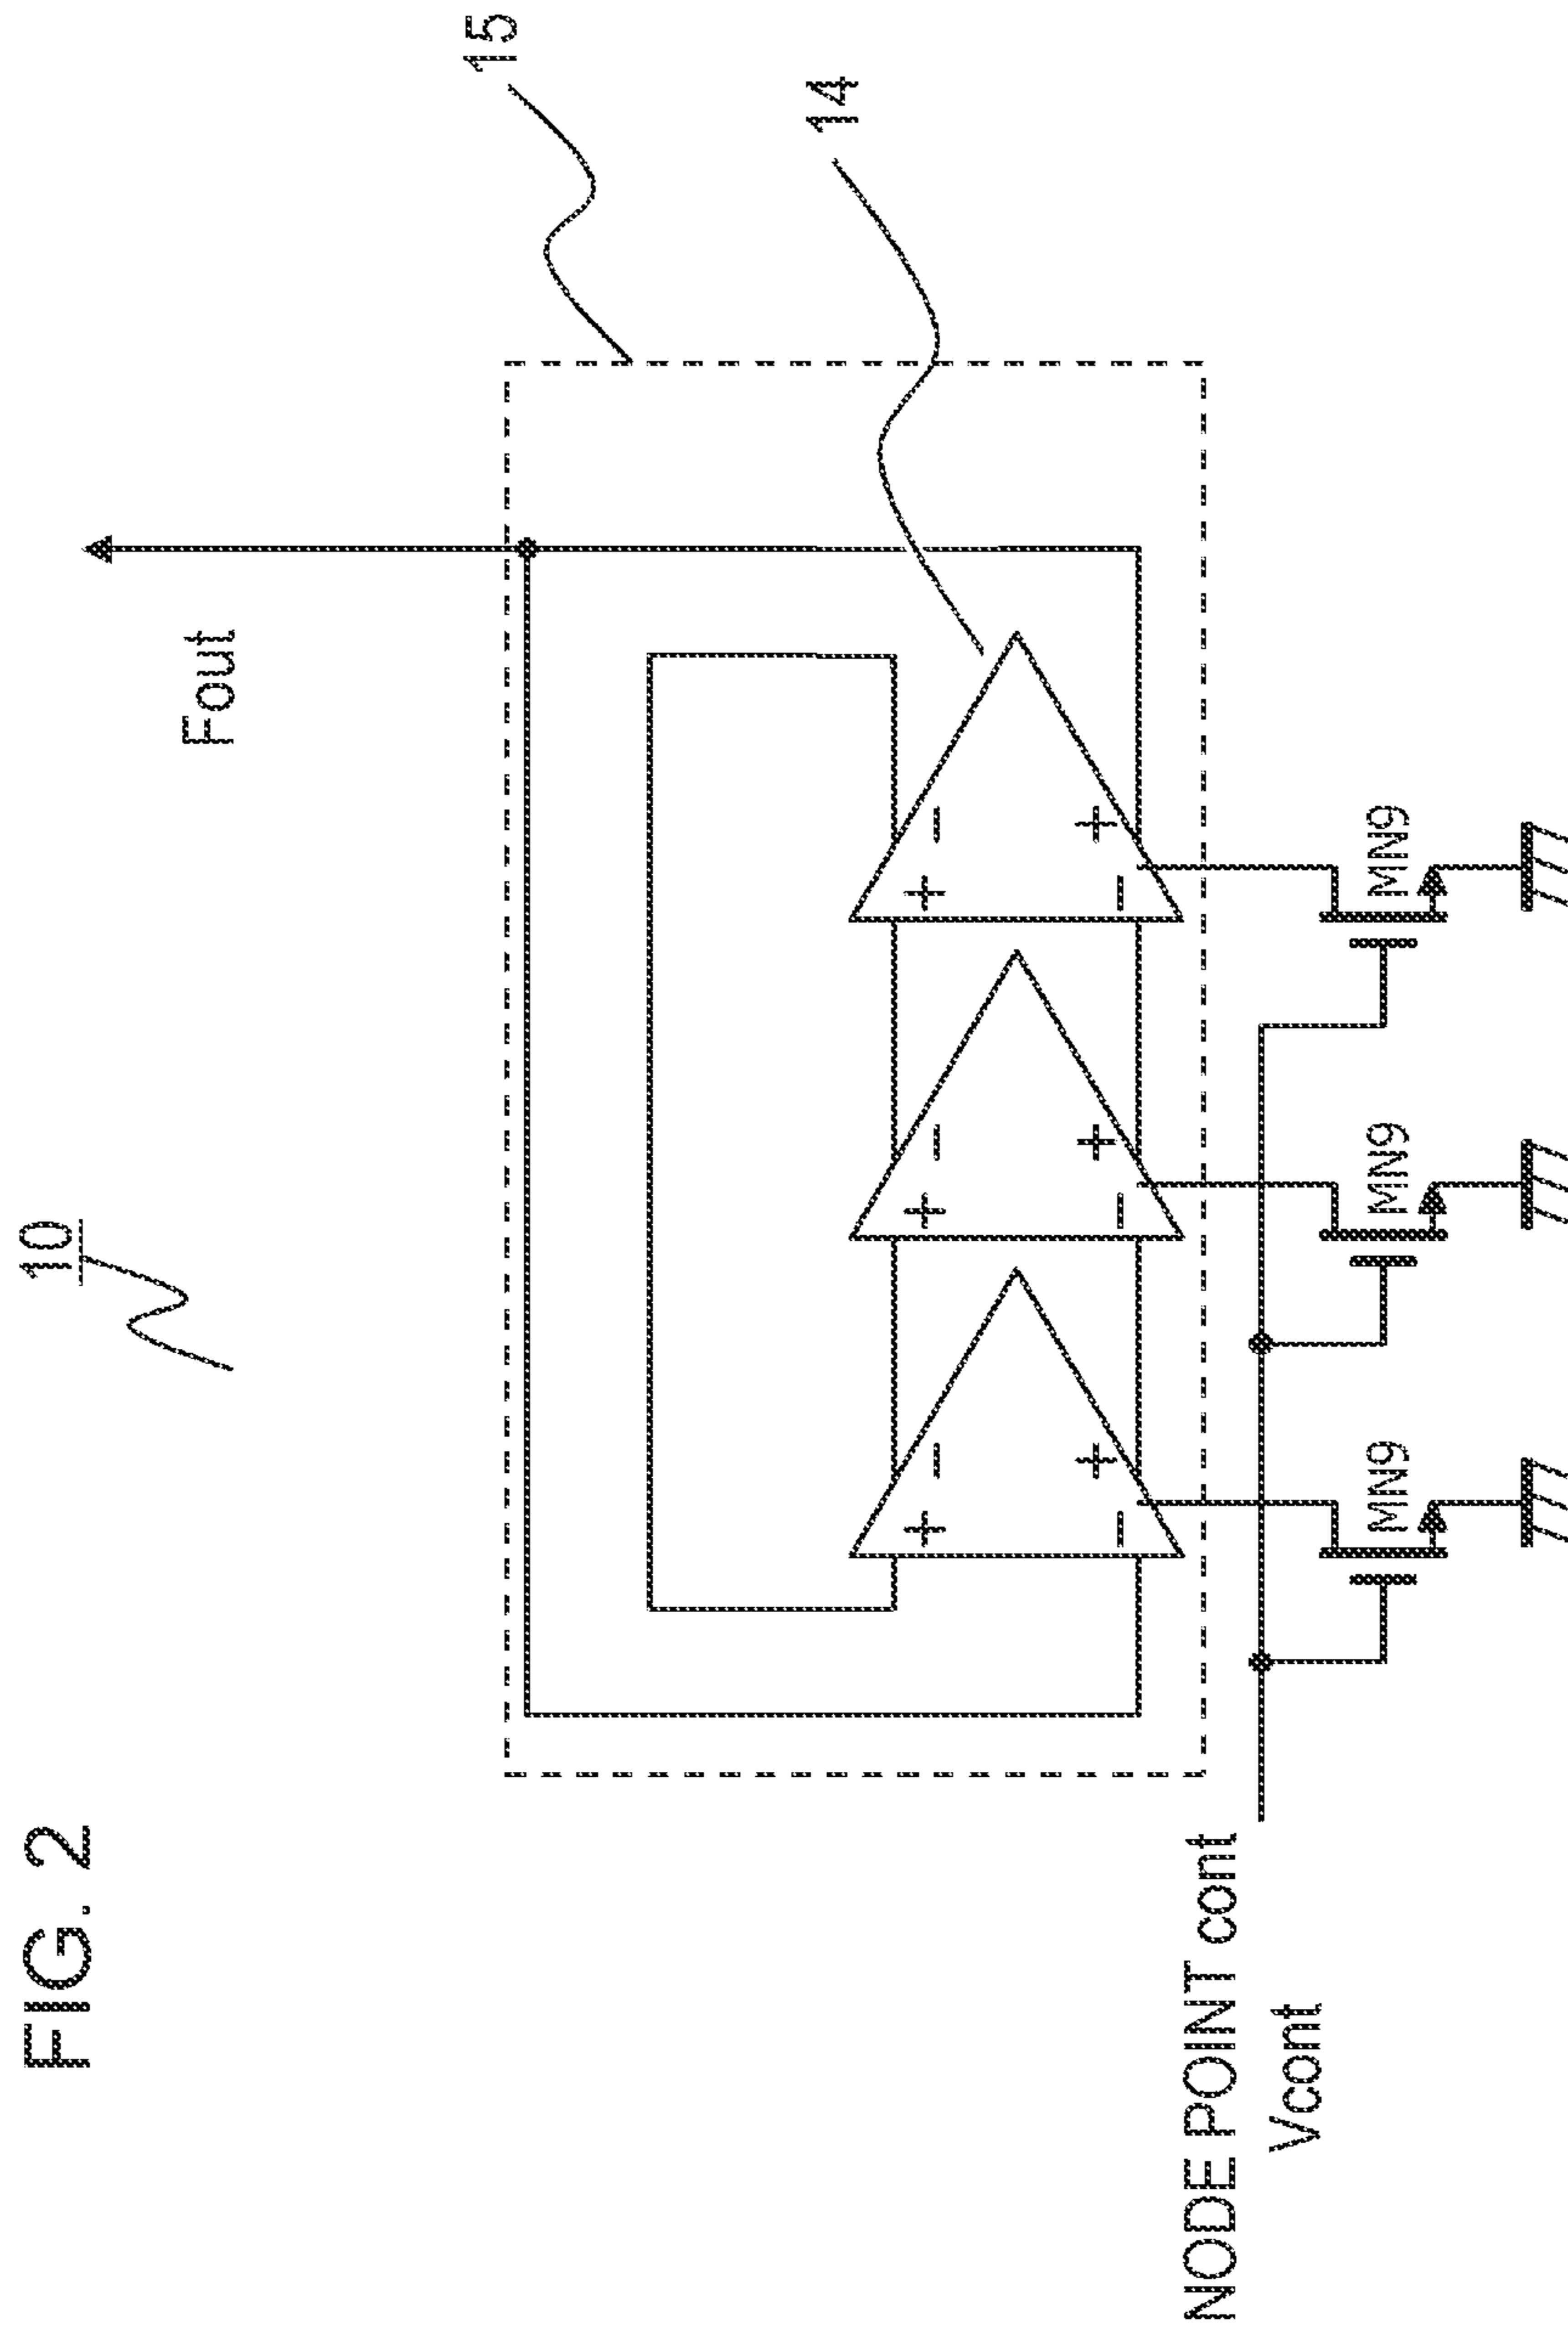 FIG. 2
10
15
Fout
14
+ − + − + −
− + − + − +
NODE POINT cont
Vcont
MN9 MN9 MN9